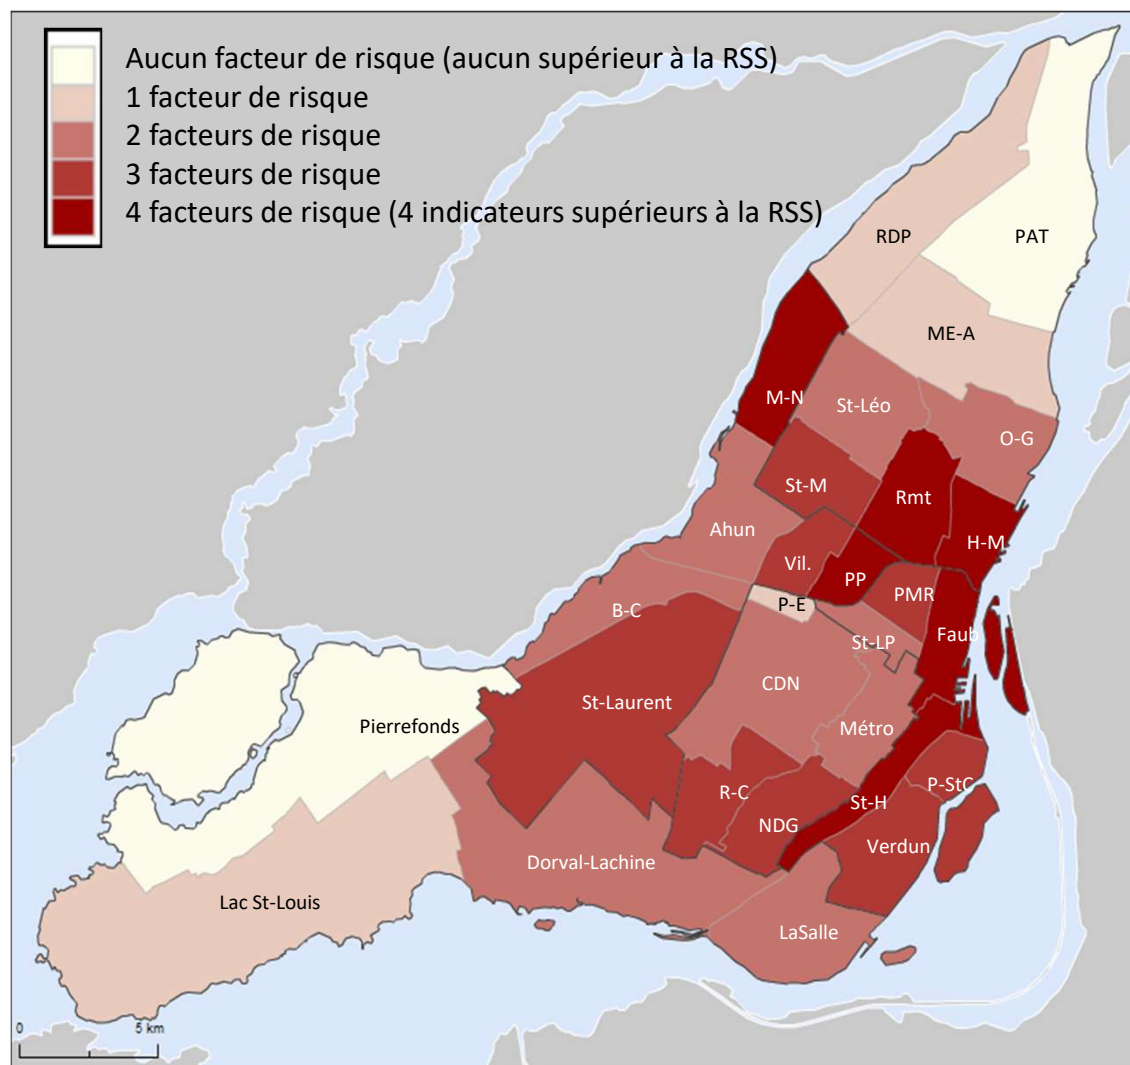 Aucun facteur de risque (aucun supérieur à la RSS)
1 facteur de risque
2 facteurs de risque
3 facteurs de risque
4 facteurs de risque (4 indicateurs supérieurs à la RSS)
RDP
PAT
ME-A
M-N
St-Léo
O-G
St-M
Rmt
Ahun
H-M
Vil.
PP
PMR
P-E
B-C
Faub
St-LP
CDN
St-Laurent
Pierrefonds
Métro
P-StC
R-C
St-H
NDG
Verdun
Dorval-Lachine
Lac St-Louis
LaSalle
0 5 km